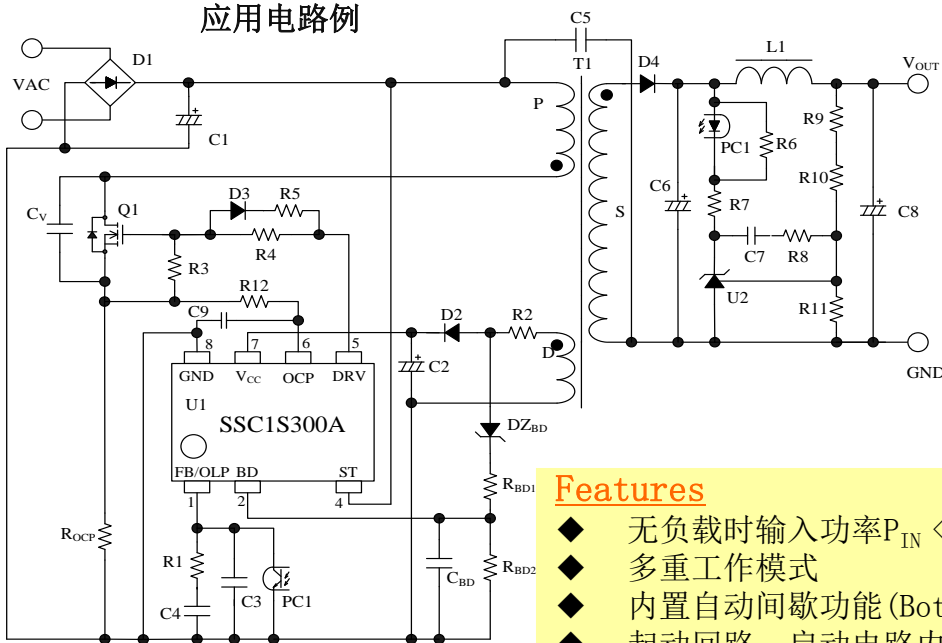 应用电路例
C5
T1
D1
D4
L1
VOUT
VAC
P
C1
PC1
R6
R9
R10
CV
Q1
D3
R5
R4
R3
R12
C9
S
C6
R7
C7
R8
C8
U2
R11
GND
8
7
6
5
GND
VCC
OCP
DRV
D2
R2
D
C2
U1
SSC1S300A
DZBD
FB/OLP
BD
ST
1
2
4
RBD1
ROCP
R1
C4
C3
PC1
CBD
RBD2
Features
◆ 无负载时输入功率PIN <
◆ 多重工作模式
◆ 内置自动间歇功能(Bot